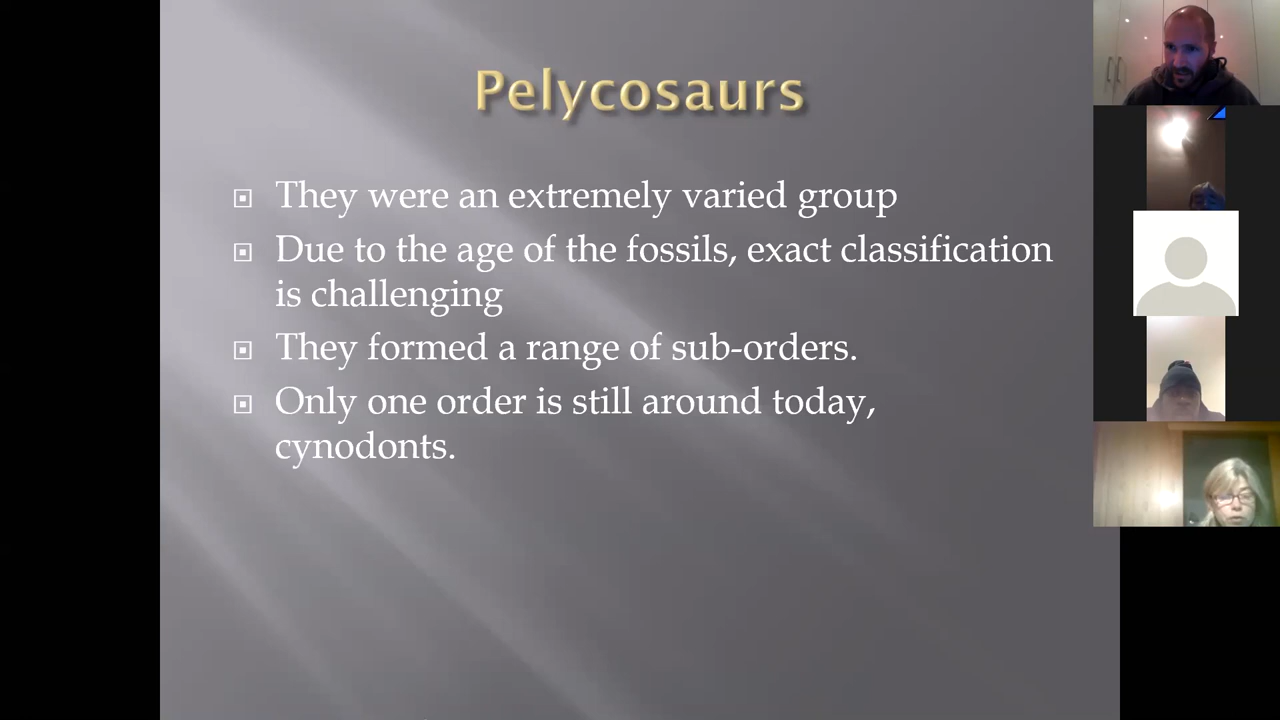 Pelycosaurs
They were an extremely varied group
Due to the age of the fossils, exact classification
is challenging
They formed a range of sub-orders.
Only one order is still around today,
cynodonts.